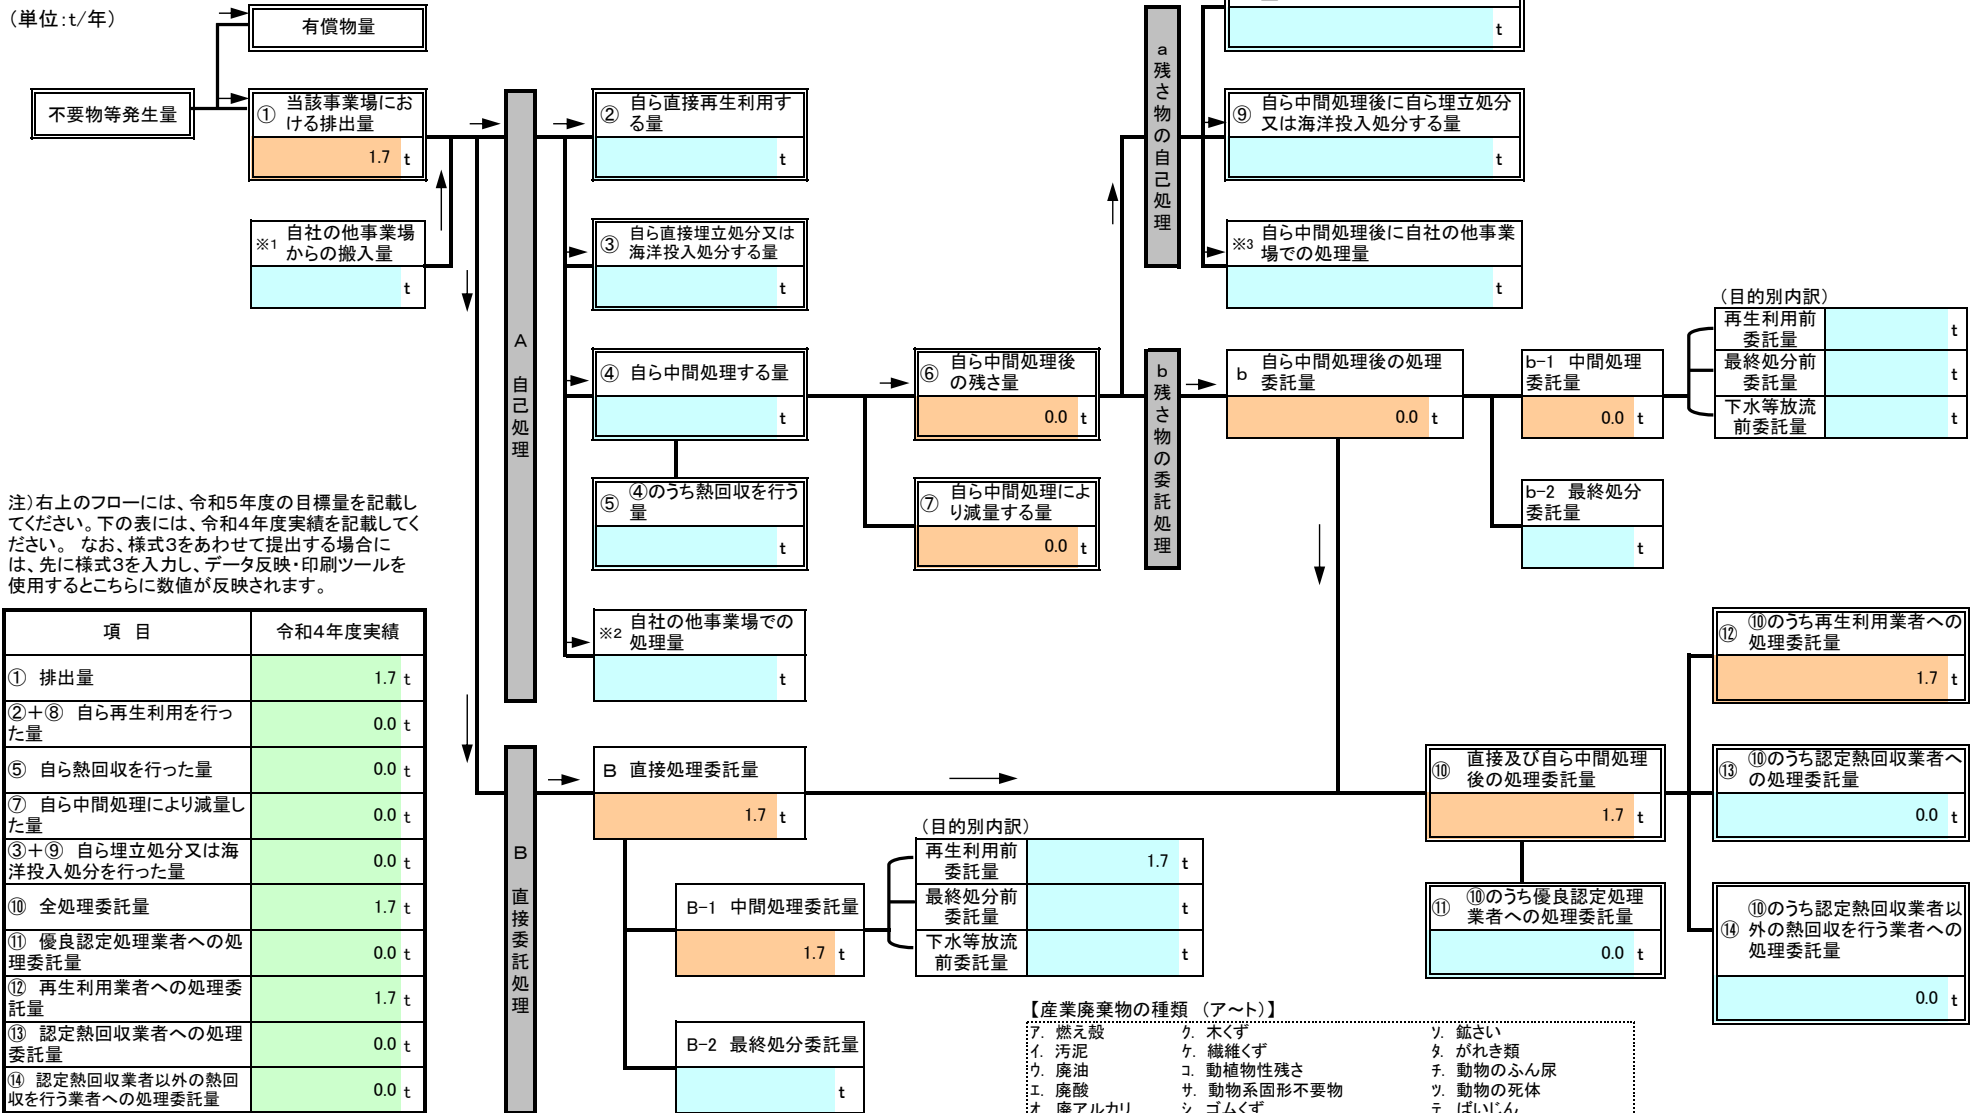 (単位:t/年)
有償物量
不要物等発生量
①
当該事業場にお
ける排出量
1.7 t
※1
自社の他事業場
からの搬入量
t
A 自己処理
②
自ら直接再生利用す
る量
t
③
自ら直接埋立処分又は
海洋投入処分する量
t
④ 自ら中間処理する量
t
⑤
④のうち熱回収を行う
量
t
※2
自社の他事業場での
処理量
t
⑥
自ら中間処理後
の残さ量
0.0 t
⑦
自ら中間処理によ
り減量する量
0.0 t
a 残さ物の自己処理
t
⑨
自ら中間処理後に自ら埋立処分
又は海洋投入処分する量
t
※3
自ら中間処理後に自社の他事業
場での処理量
t
b 残さ物の委託処理
b
自ら中間処理後の処理
委託量
0.0 t
b-1 中間処理
委託量
0.0 t
b-2 最終処分
委託量
t
(目的別内訳)
再生利用前
委託量
t
最終処分前
委託量
t
下水等放流
前委託量
t
注)右上のフローには、令和5年度の目標量を記載し
てください。下の表には、令和4年度実績を記載してく
ださい。 なお、様式3をあわせて提出する場合に
は、先に様式3を入力し、データ反映・印刷ツールを
使用するとこちらに数値が反映されます。
項 目 令和4年度実績
① 排出量 1.7 t
②+⑧ 自ら再生利用を行っ
た量
0.0 t
⑤ 自ら熱回収を行った量 0.0 t
⑦ 自ら中間処理により減量し
た量
0.0 t
③+⑨ 自ら埋立処分又は海
洋投入処分を行った量
0.0 t
⑩ 全処理委託量 1.7 t
⑪ 優良認定処理業者への処
理委託量
0.0 t
⑫ 再生利用業者への処理委
託量
1.7 t
⑬ 認定熱回収業者への処理
委託量
0.0 t
⑭ 認定熱回収業者以外の熱回
収を行う業者への処理委託量
0.0 t
B 直接委託処理
B 直接処理委託量
1.7 t
B-1 中間処理委託量
1.7 t
B-2 最終処分委託量
t
(目的別内訳)
再生利用前
委託量
1.7 t
最終処分前
委託量
t
下水等放流
前委託量
t
⑩
直接及び自ら中間処理
後の処理委託量
1.7 t
⑪
⑩のうち優良認定処理
業者への処理委託量
0.0 t
⑫
⑩のうち再生利用業者への
処理委託量
1.7 t
⑬
⑩のうち認定熱回収業者へ
の処理委託量
0.0 t
⑭
⑩のうち認定熱回収業者以
外の熱回収を行う業者への
処理委託量
0.0 t
【産業廃棄物の種類 (ア~ト)】
ア. 燃え殻 ク. 木くず ソ. 鉱さい
イ. 汚泥 ケ. 繊維くず タ. がれき類
ウ. 廃油 コ. 動植物性残さ チ. 動物のふん尿
エ. 廃酸 サ. 動物系固形不要物 ツ. 動物の死体
オ. 廃アルカリ シ. ゴムくず テ. ばいじん